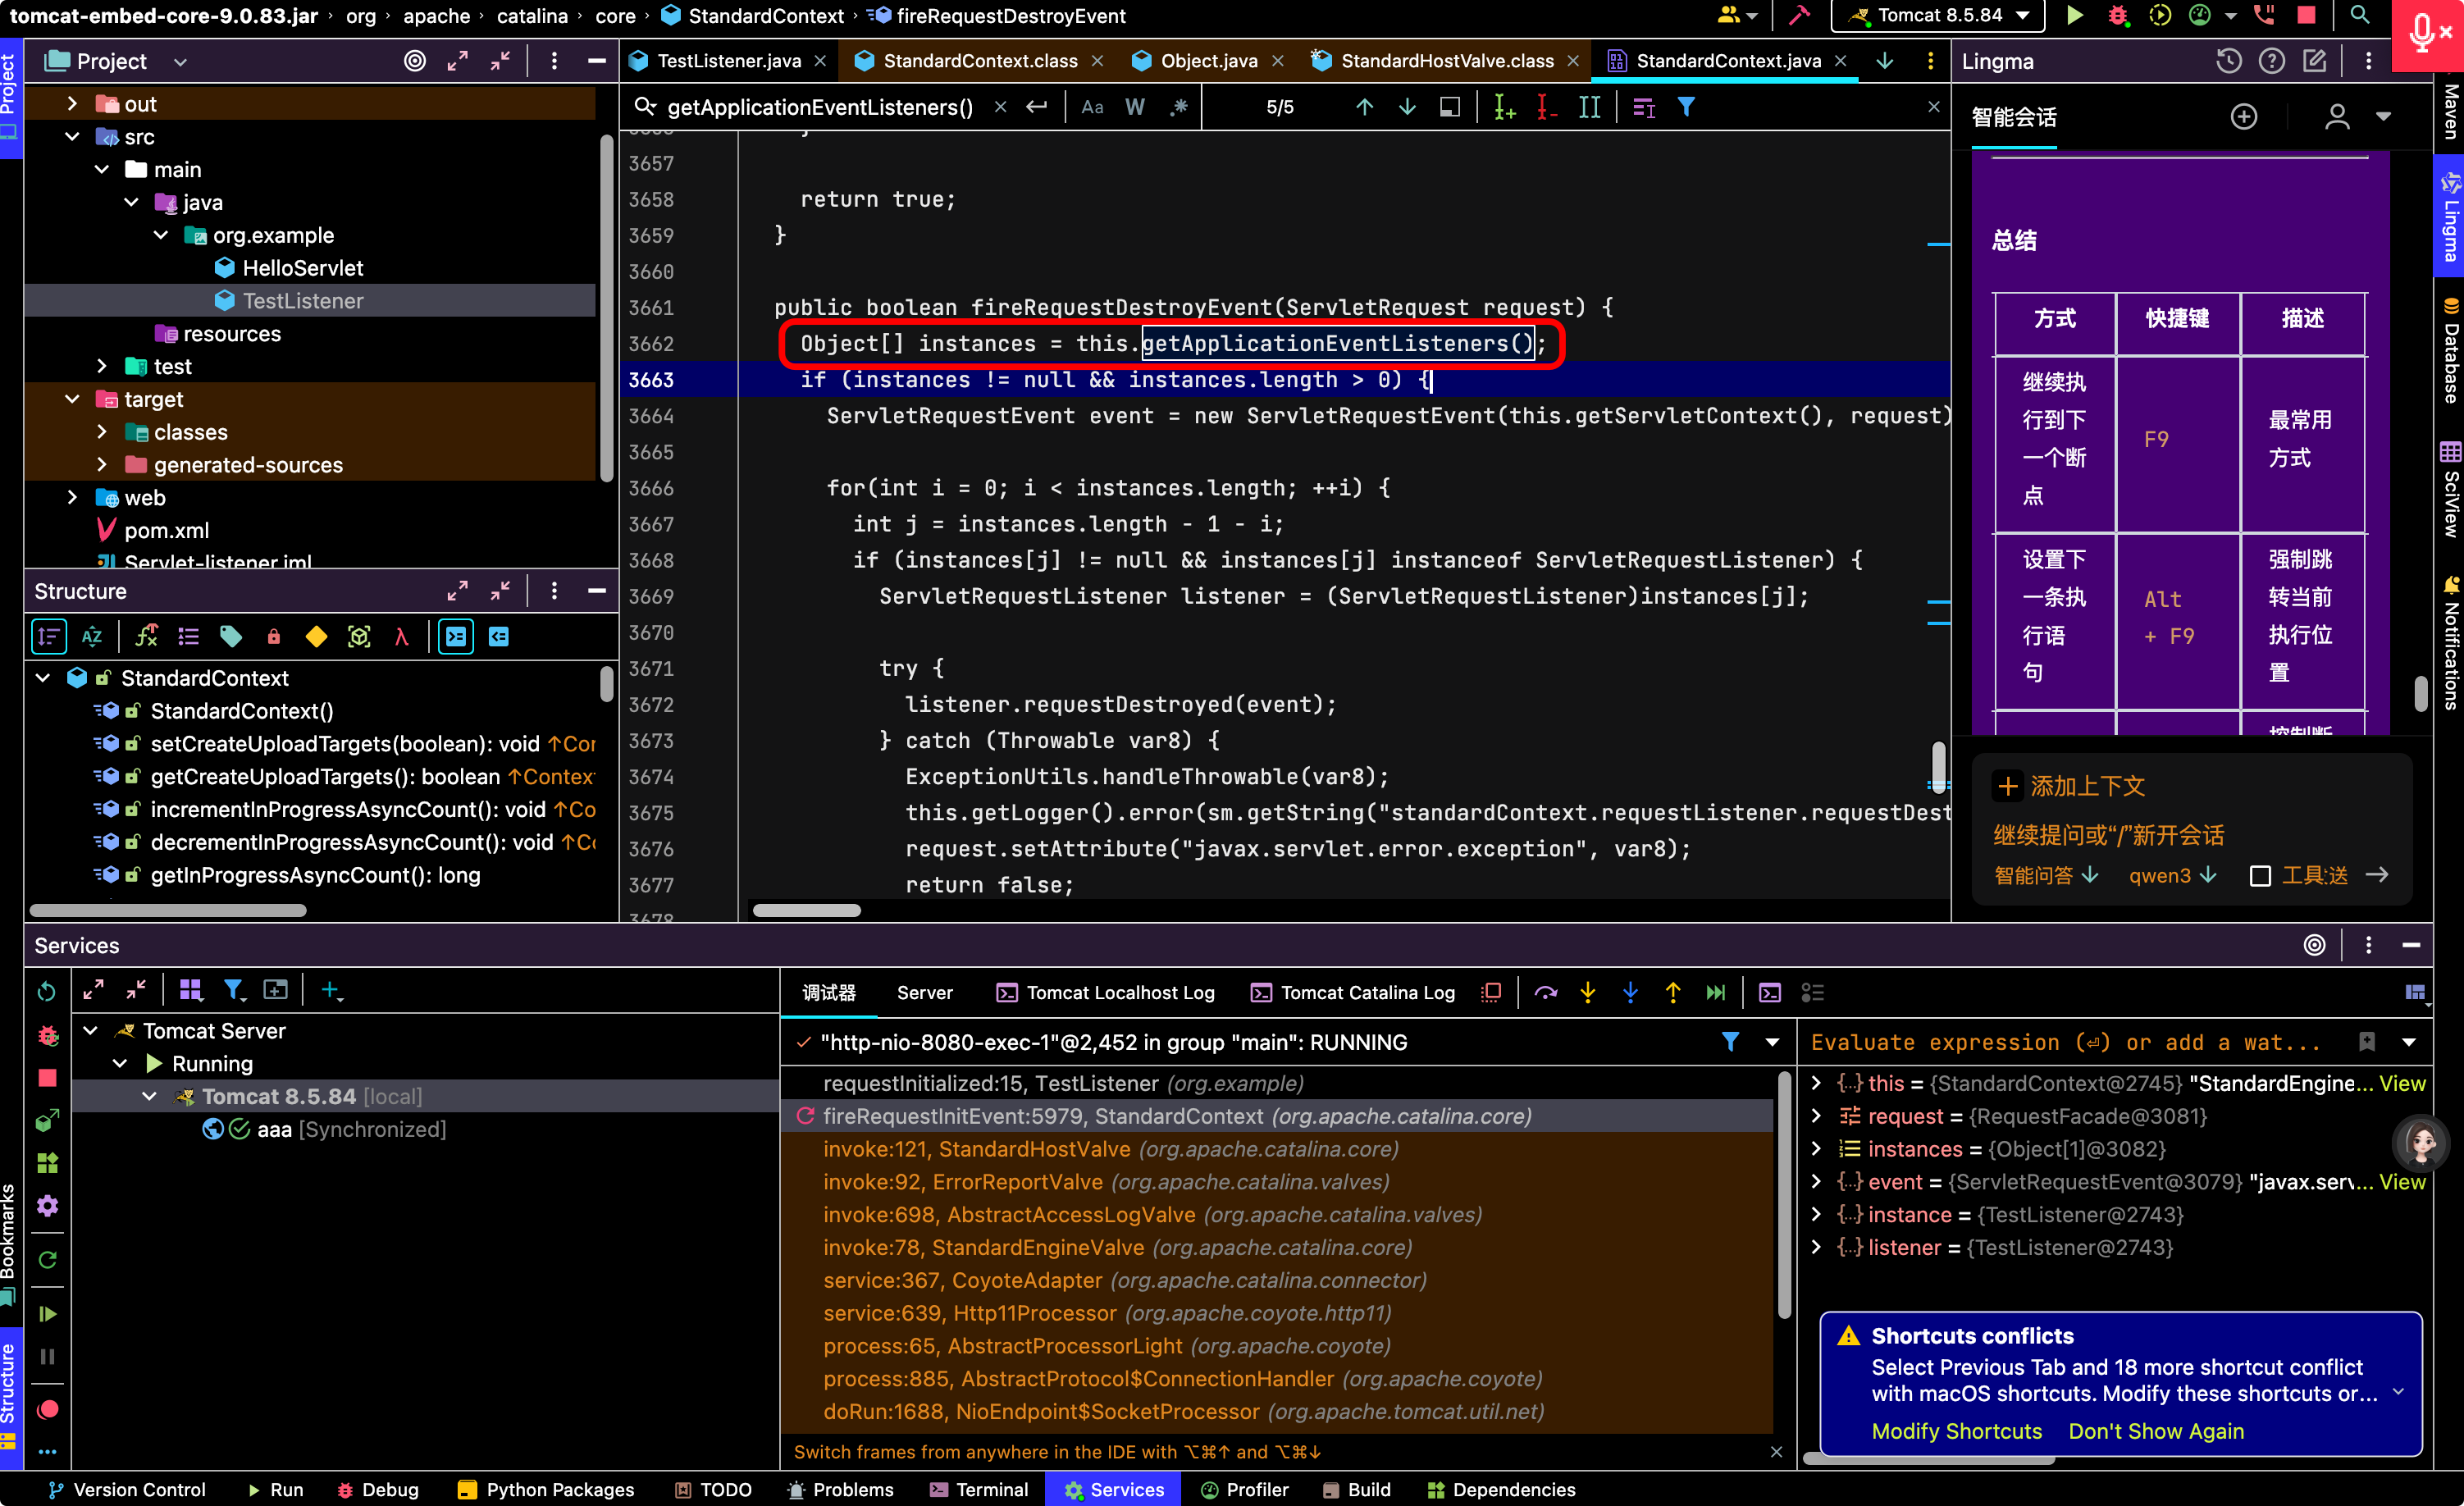 tomcat-embed-core-9.0.83.jar › org › apache › catalina › core › StandardContext › fireRequestDestroyEvent
Tomcat 8.5.84
Project
Project
out
src
main
java
org.example
HelloServlet
TestListener
resources
test
target
classes
generated-sources
web
pom.xml
Servlet-listener.iml
Structure
StandardContext
StandardContext()
setCreateUploadTargets(boolean): void ↑Cor
getCreateUploadTargets(): boolean ↑Contex
incrementInProgressAsyncCount(): void ↑Co
decrementInProgressAsyncCount(): void ↑C
getInProgressAsyncCount(): long
TestListener.java
StandardContext.class
Object.java
StandardHostValve.class
StandardContext.java
getApplicationEventListeners()
Aa W .*
5/5
3657
3658 return true;
3659 }
3660
3661 public boolean fireRequestDestroyEvent(ServletRequest request) {
3662 Object[] instances = this.getApplicationEventListeners();
3663 if (instances != null && instances.length > 0) {
3664 ServletRequestEvent event = new ServletRequestEvent(this.getServletContext(), request)
3665
3666 for(int i = 0; i < instances.length; ++i) {
3667 int j = instances.length - 1 - i;
3668 if (instances[j] != null && instances[j] instanceof ServletRequestListener) {
3669 ServletRequestListener listener = (ServletRequestListener)instances[j];
3670
3671 try {
3672 listener.requestDestroyed(event);
3673 } catch (Throwable var8) {
3674 ExceptionUtils.handleThrowable(var8);
3675 this.getLogger().error(sm.getString("standardContext.requestListener.requestDest
3676 request.setAttribute("javax.servlet.error.exception", var8);
3677 return false;
3678
Lingma
智能会话
总结
方式 快捷键 描述
继续执行到下一个断点 F9 最常用方式
设置下一条执行语句 Alt + F9 强制跳转当前执行位置
控制断
添加上下文
继续提问或“/”新开会话
智能问答 qwen3 工具送
Maven
Lingma
Database
SciView
Notifications
Bookmarks
Structure
Services
Tomcat Server
Running
Tomcat 8.5.84 [local]
aaa [Synchronized]
调试器
Server
Tomcat Localhost Log
Tomcat Catalina Log
"http-nio-8080-exec-1"@2,452 in group "main": RUNNING
requestInitialized:15, TestListener (org.example)
fireRequestInitEvent:5979, StandardContext (org.apache.catalina.core)
invoke:121, StandardHostValve (org.apache.catalina.core)
invoke:92, ErrorReportValve (org.apache.catalina.valves)
invoke:698, AbstractAccessLogValve (org.apache.catalina.valves)
invoke:78, StandardEngineValve (org.apache.catalina.core)
service:367, CoyoteAdapter (org.apache.catalina.connector)
service:639, Http11Processor (org.apache.coyote.http11)
process:65, AbstractProcessorLight (org.apache.coyote)
process:885, AbstractProtocol$ConnectionHandler (org.apache.coyote)
doRun:1688, NioEndpoint$SocketProcessor (org.apache.tomcat.util.net)
Switch frames from anywhere in the IDE with ⌥⌘↑ and ⌥⌘↓
Evaluate expression (⏎) or add a wat...
this = {StandardContext@2745} "StandardEngine... View
request = {RequestFacade@3081}
instances = {Object[1]@3082}
event = {ServletRequestEvent@3079} "javax.serv... View
instance = {TestListener@2743}
listener = {TestListener@2743}
Shortcuts conflicts
Select Previous Tab and 18 more shortcut conflict
with macOS shortcuts. Modify these shortcuts or...
Modify Shortcuts Don't Show Again
Version Control
Run
Debug
Python Packages
TODO
Problems
Terminal
Services
Profiler
Build
Dependencies